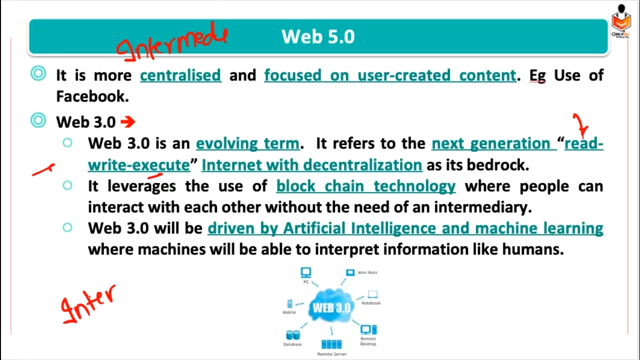 Intermede
Web 5.0
It is more centralised and focused on user-created content. Eg Use of
Facebook.
Web 3.0 ➔
Web 3.0 is an evolving term. It refers to the next generation “read-
write-execute” Internet with decentralization as its bedrock.
It leverages the use of block chain technology where people can
interact with each other without the need of an intermediary.
Web 3.0 will be driven by Artificial Intelligence and machine learning
where machines will be able to interpret information like humans.
Inter
PC
Mobile
Notebook
WEB 3.0
Database
Remote Server
Remote
Desktop